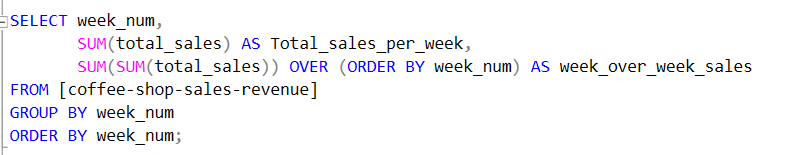 SELECT week_num,
SUM(total_sales) AS Total_sales_per_week,
SUM(SUM(total_sales)) OVER (ORDER BY week_num) AS week_over_week_sales
FROM [coffee-shop-sales-revenue]
GROUP BY week_num
ORDER BY week_num;